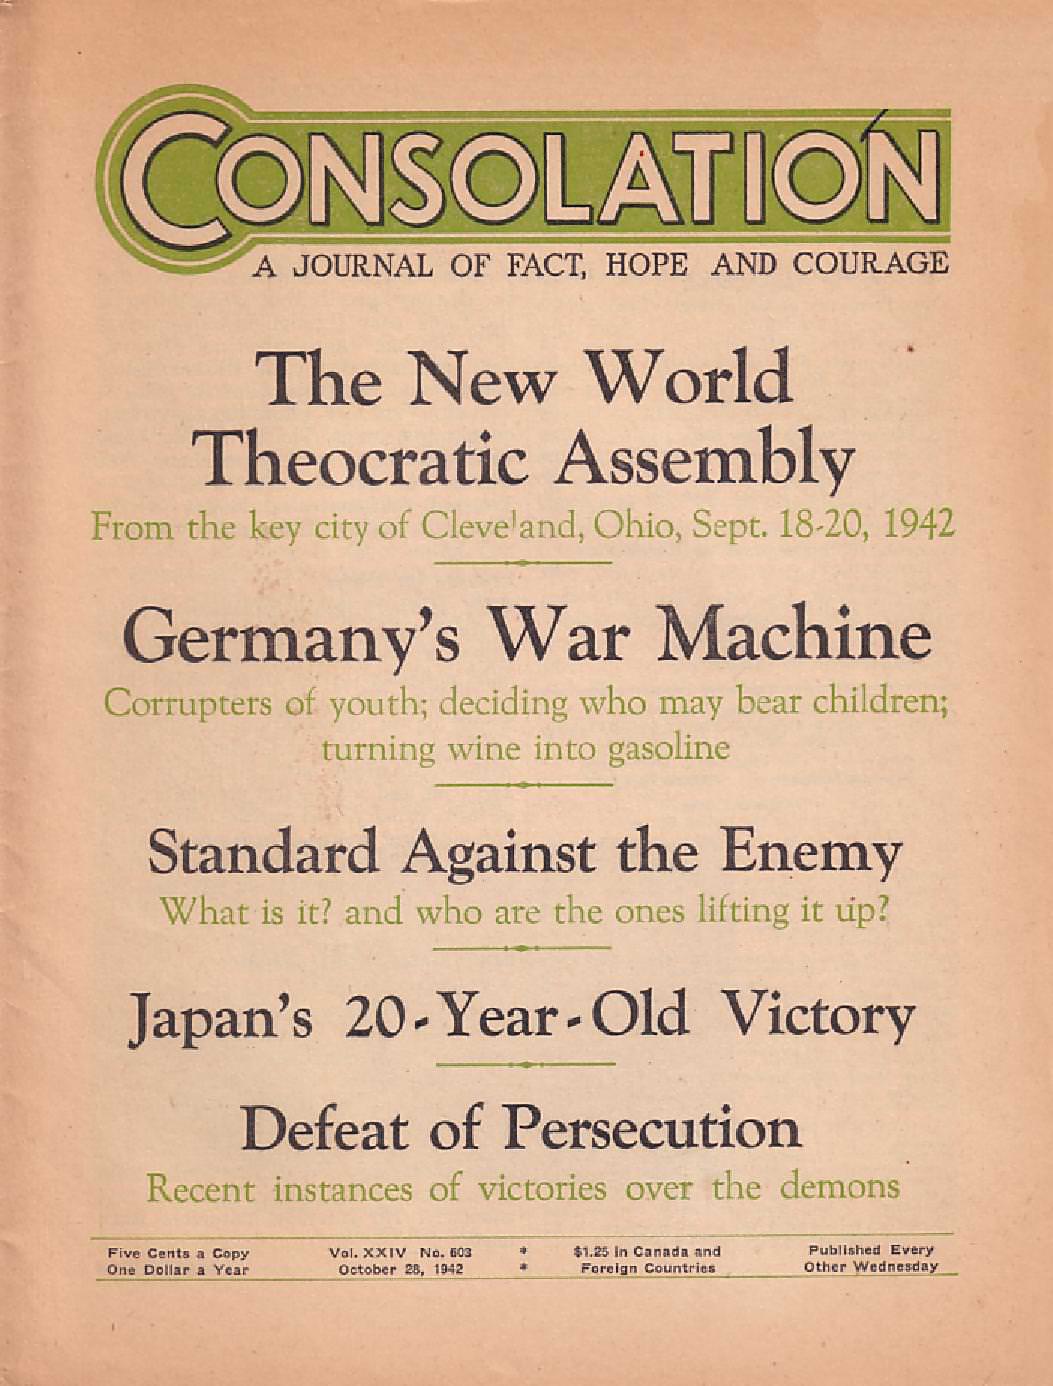 CONSOLATION
A JOURNAL OF FACT, HOPE AND COURAGE
The New World
Theocratic Assembly
From the key city of Cleveland, Ohio, Sept. 18-20, 1942
Germany's War Machine
Corrupters of youth; deciding who may bear children;
turning wine into gasoline
Standard Against the Enemy
What is it? and who are the ones lifting it up?
Japan's 20-Year-Old Victory
Defeat of Persecution
Recent instances of victories over the demons
Five Cents a Copy Vol. XXIV No. 603 * $1.25 in Canada and Published Every
One Dollar a Year October 28, 1942 * Foreign Countries Other Wednesday